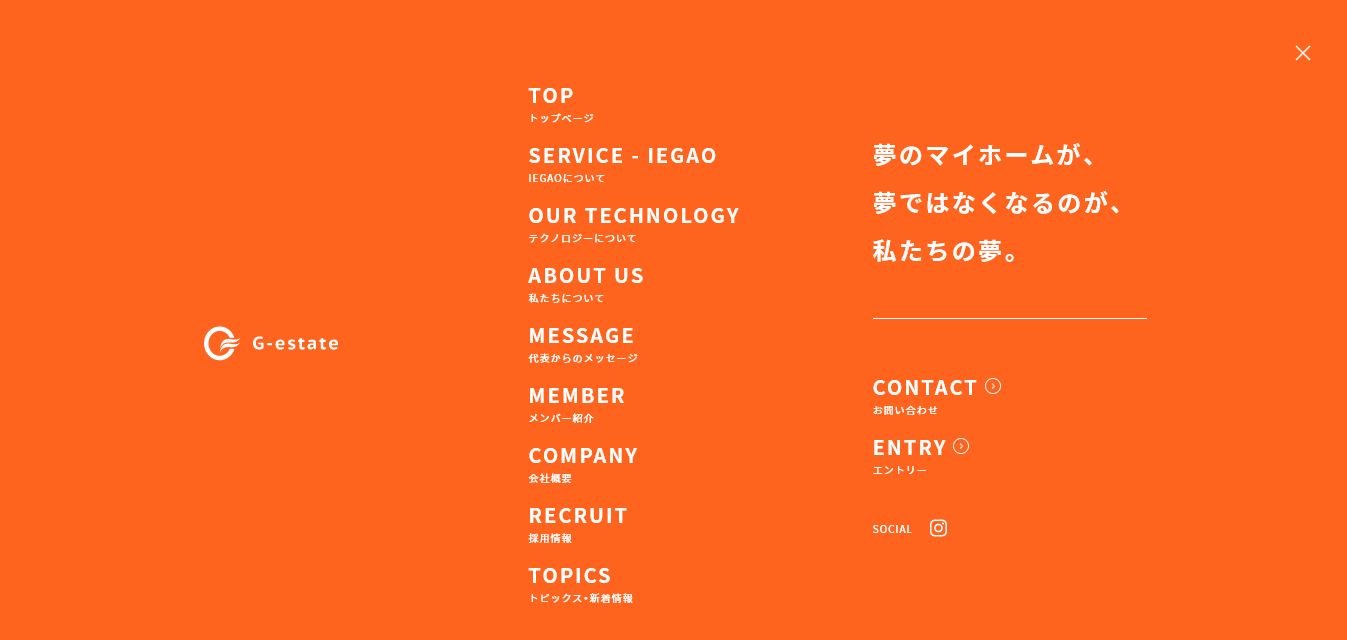 G-estate
TOP
トップページ
SERVICE - IEGAO
IEGAOについて
OUR TECHNOLOGY
テクノロジーについて
ABOUT US
私たちについて
MESSAGE
代表からのメッセージ
MEMBER
メンバー紹介
COMPANY
会社概要
RECRUIT
採用情報
TOPICS
トピックス・新着情報
夢のマイホームが、
夢ではなくなるのが、
私たちの夢。
CONTACT
お問い合わせ
ENTRY
エントリー
SOCIAL